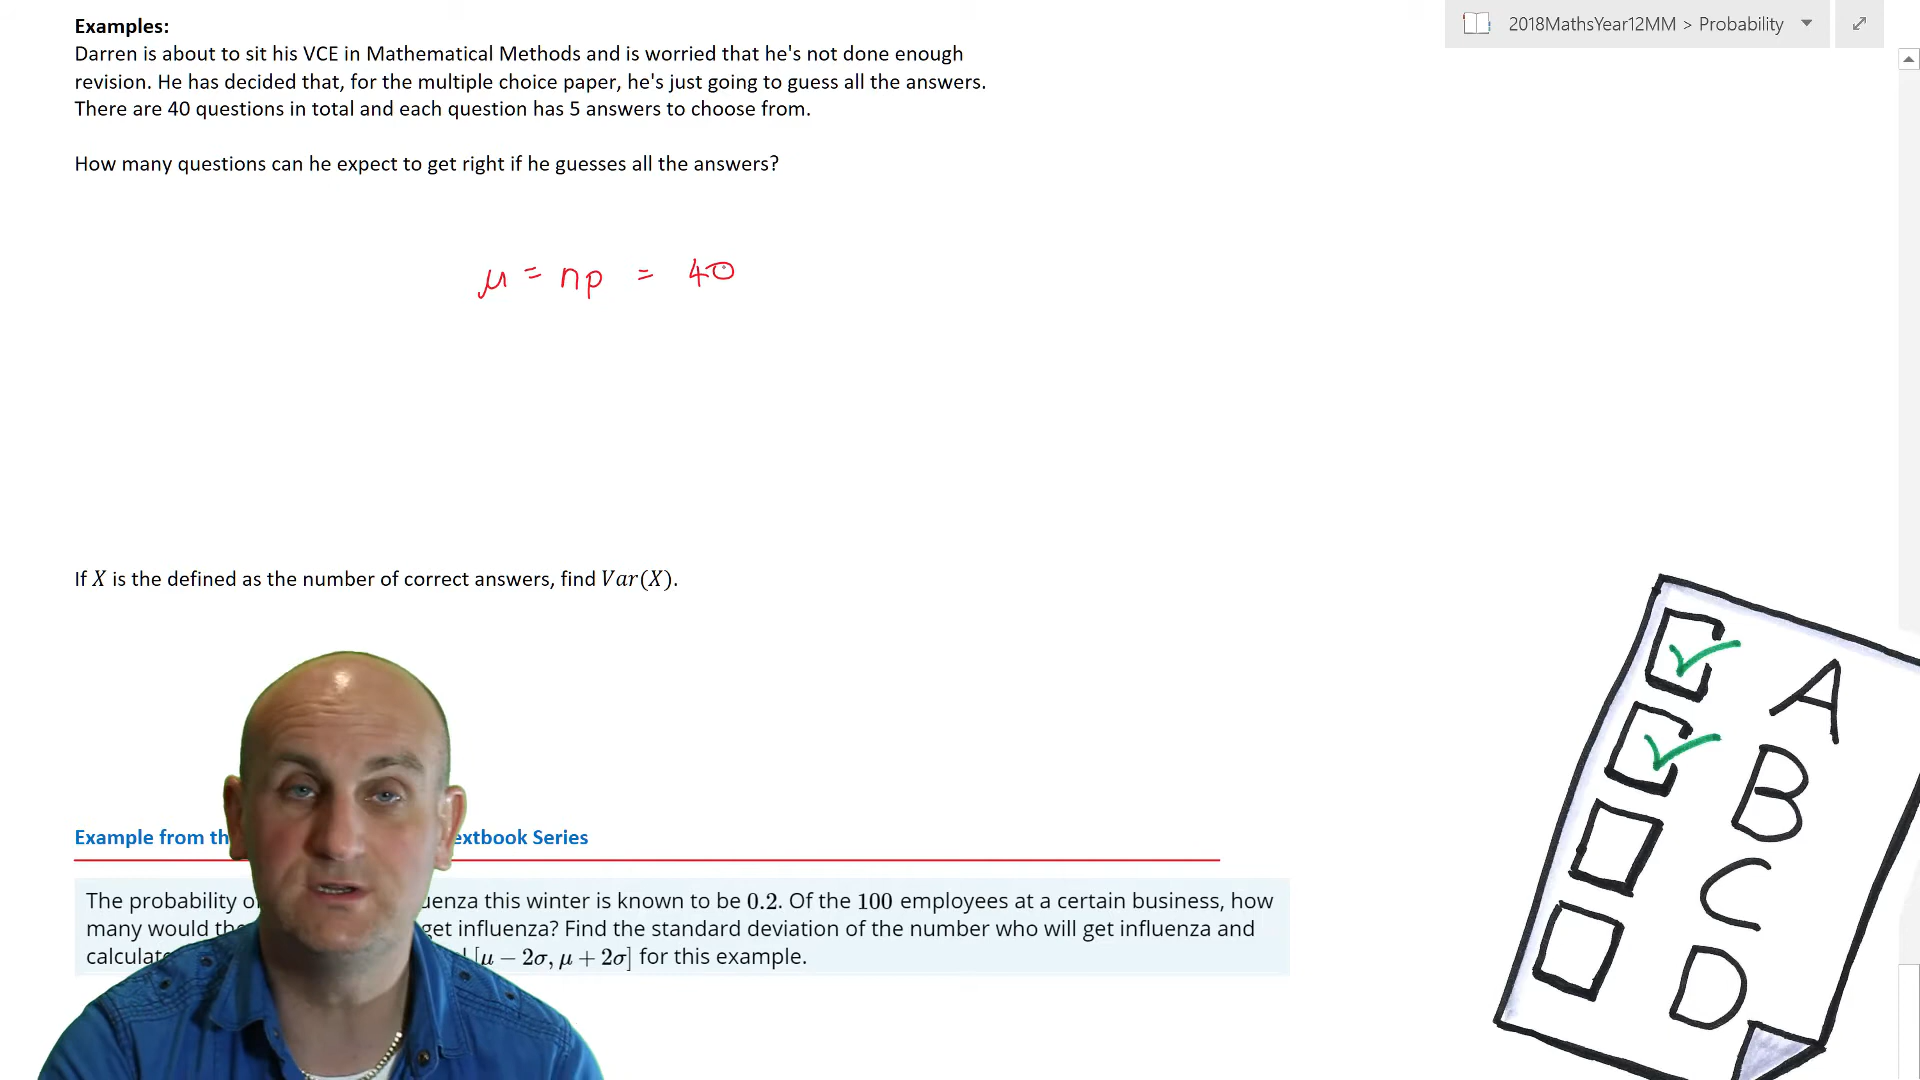 Examples:
2018MathsYear12MM > Probability
Darren is about to sit his VCE in Mathematical Methods and is worried that he's not done enough
revision. He has decided that, for the multiple choice paper, he's just going to guess all the answers.
There are 40 questions in total and each question has 5 answers to choose from.
How many questions can he expect to get right if he guesses all the answers?
μ = np = 40
If X is the defined as the number of correct answers, find Var(X).
A
B
C
D
Example from th extbook Series
The probability o uenza this winter is known to be 0.2. Of the 100 employees at a certain business, how
many would the get influenza? Find the standard deviation of the number who will get influenza and
calculat [μ − 2σ, μ + 2σ] for this example.